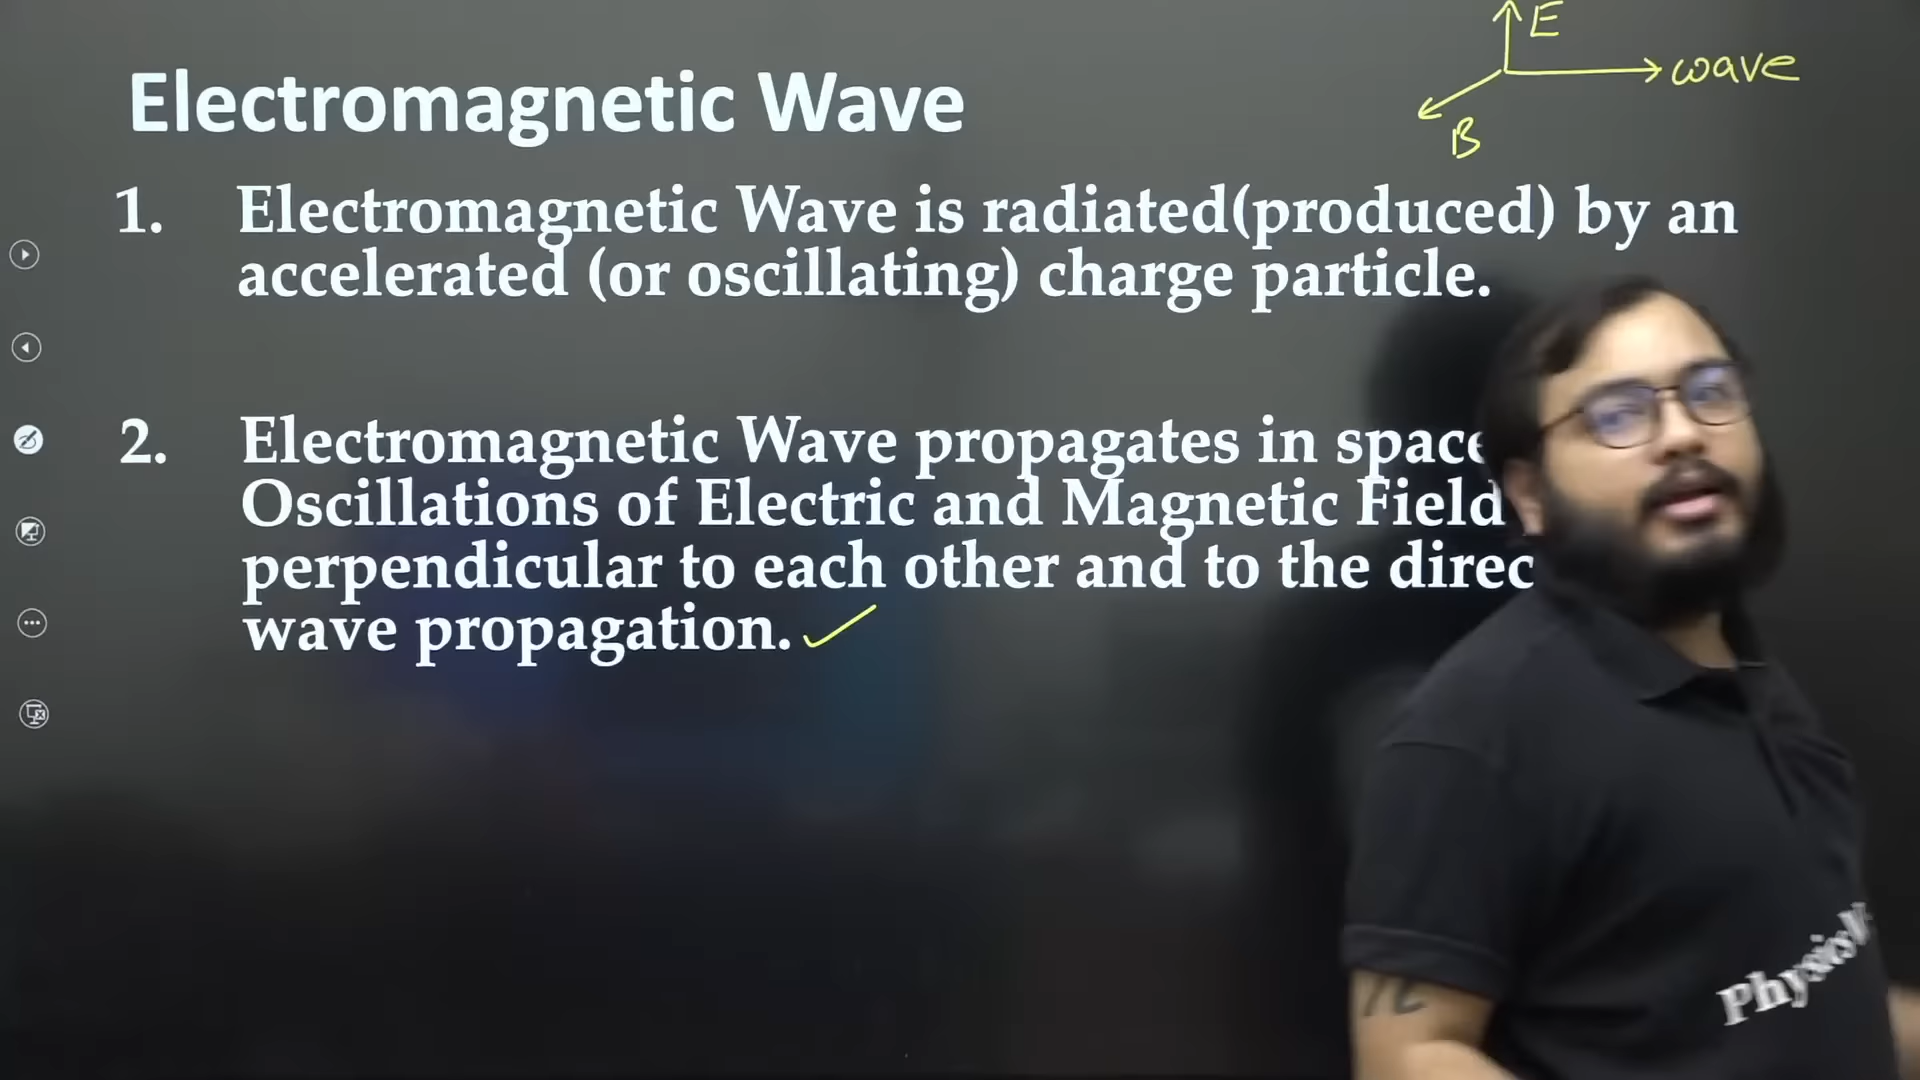 E
wave
B
Electromagnetic Wave
1. Electromagnetic Wave is radiated(produced) by an
accelerated (or oscillating) charge particle.
2. Electromagnetic Wave propagates in space
Oscillations of Electric and Magnetic Field
perpendicular to each other and to the direc
wave propagation.